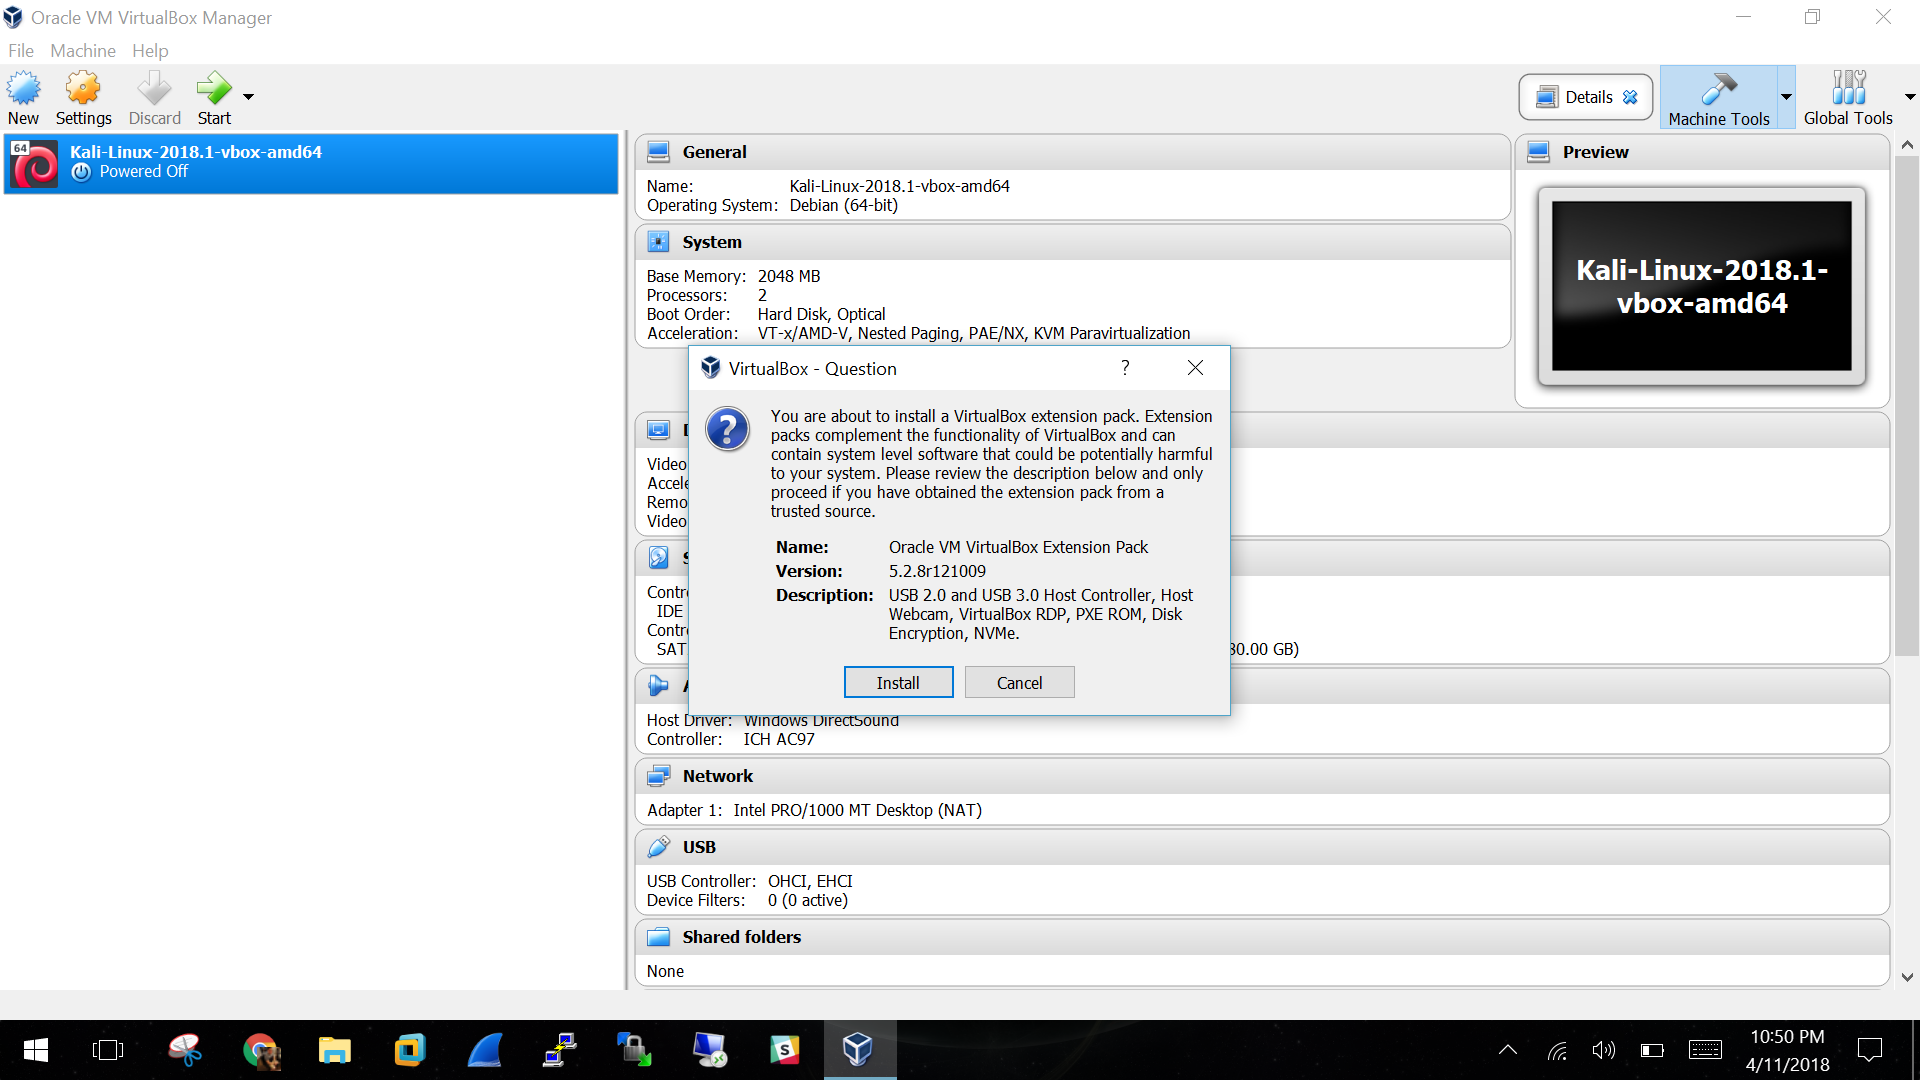 Oracle VM VirtualBox Manager
File Machine Help
New Settings Discard Start
Details Machine Tools Global Tools
64
Kali-Linux-2018.1-vbox-amd64
Powered Off
General
Name: Kali-Linux-2018.1-vbox-amd64
Operating System: Debian (64-bit)
System
Base Memory: 2048 MB
Processors: 2
Boot Order: Hard Disk, Optical
Acceleration: VT-x/AMD-V, Nested Paging, PAE/NX, KVM Paravirtualization
Preview
Kali-Linux-2018.1-
vbox-amd64
VirtualBox - Question
?
You are about to install a VirtualBox extension pack. Extension
packs complement the functionality of VirtualBox and can
contain system level software that could be potentially harmful
to your system. Please review the description below and only
proceed if you have obtained the extension pack from a
trusted source.
Name: Oracle VM VirtualBox Extension Pack
Version: 5.2.8r121009
Description: USB 2.0 and USB 3.0 Host Controller, Host
Webcam, VirtualBox RDP, PXE ROM, Disk
Encryption, NVMe.
Install Cancel
Video
IDE
SAT
.00 GB)
Host Driver: Windows DirectSound
Controller: ICH AC97
Network
Adapter 1: Intel PRO/1000 MT Desktop (NAT)
USB
USB Controller: OHCI, EHCI
Device Filters: 0 (0 active)
Shared folders
None
S
10:50 PM
4/11/2018